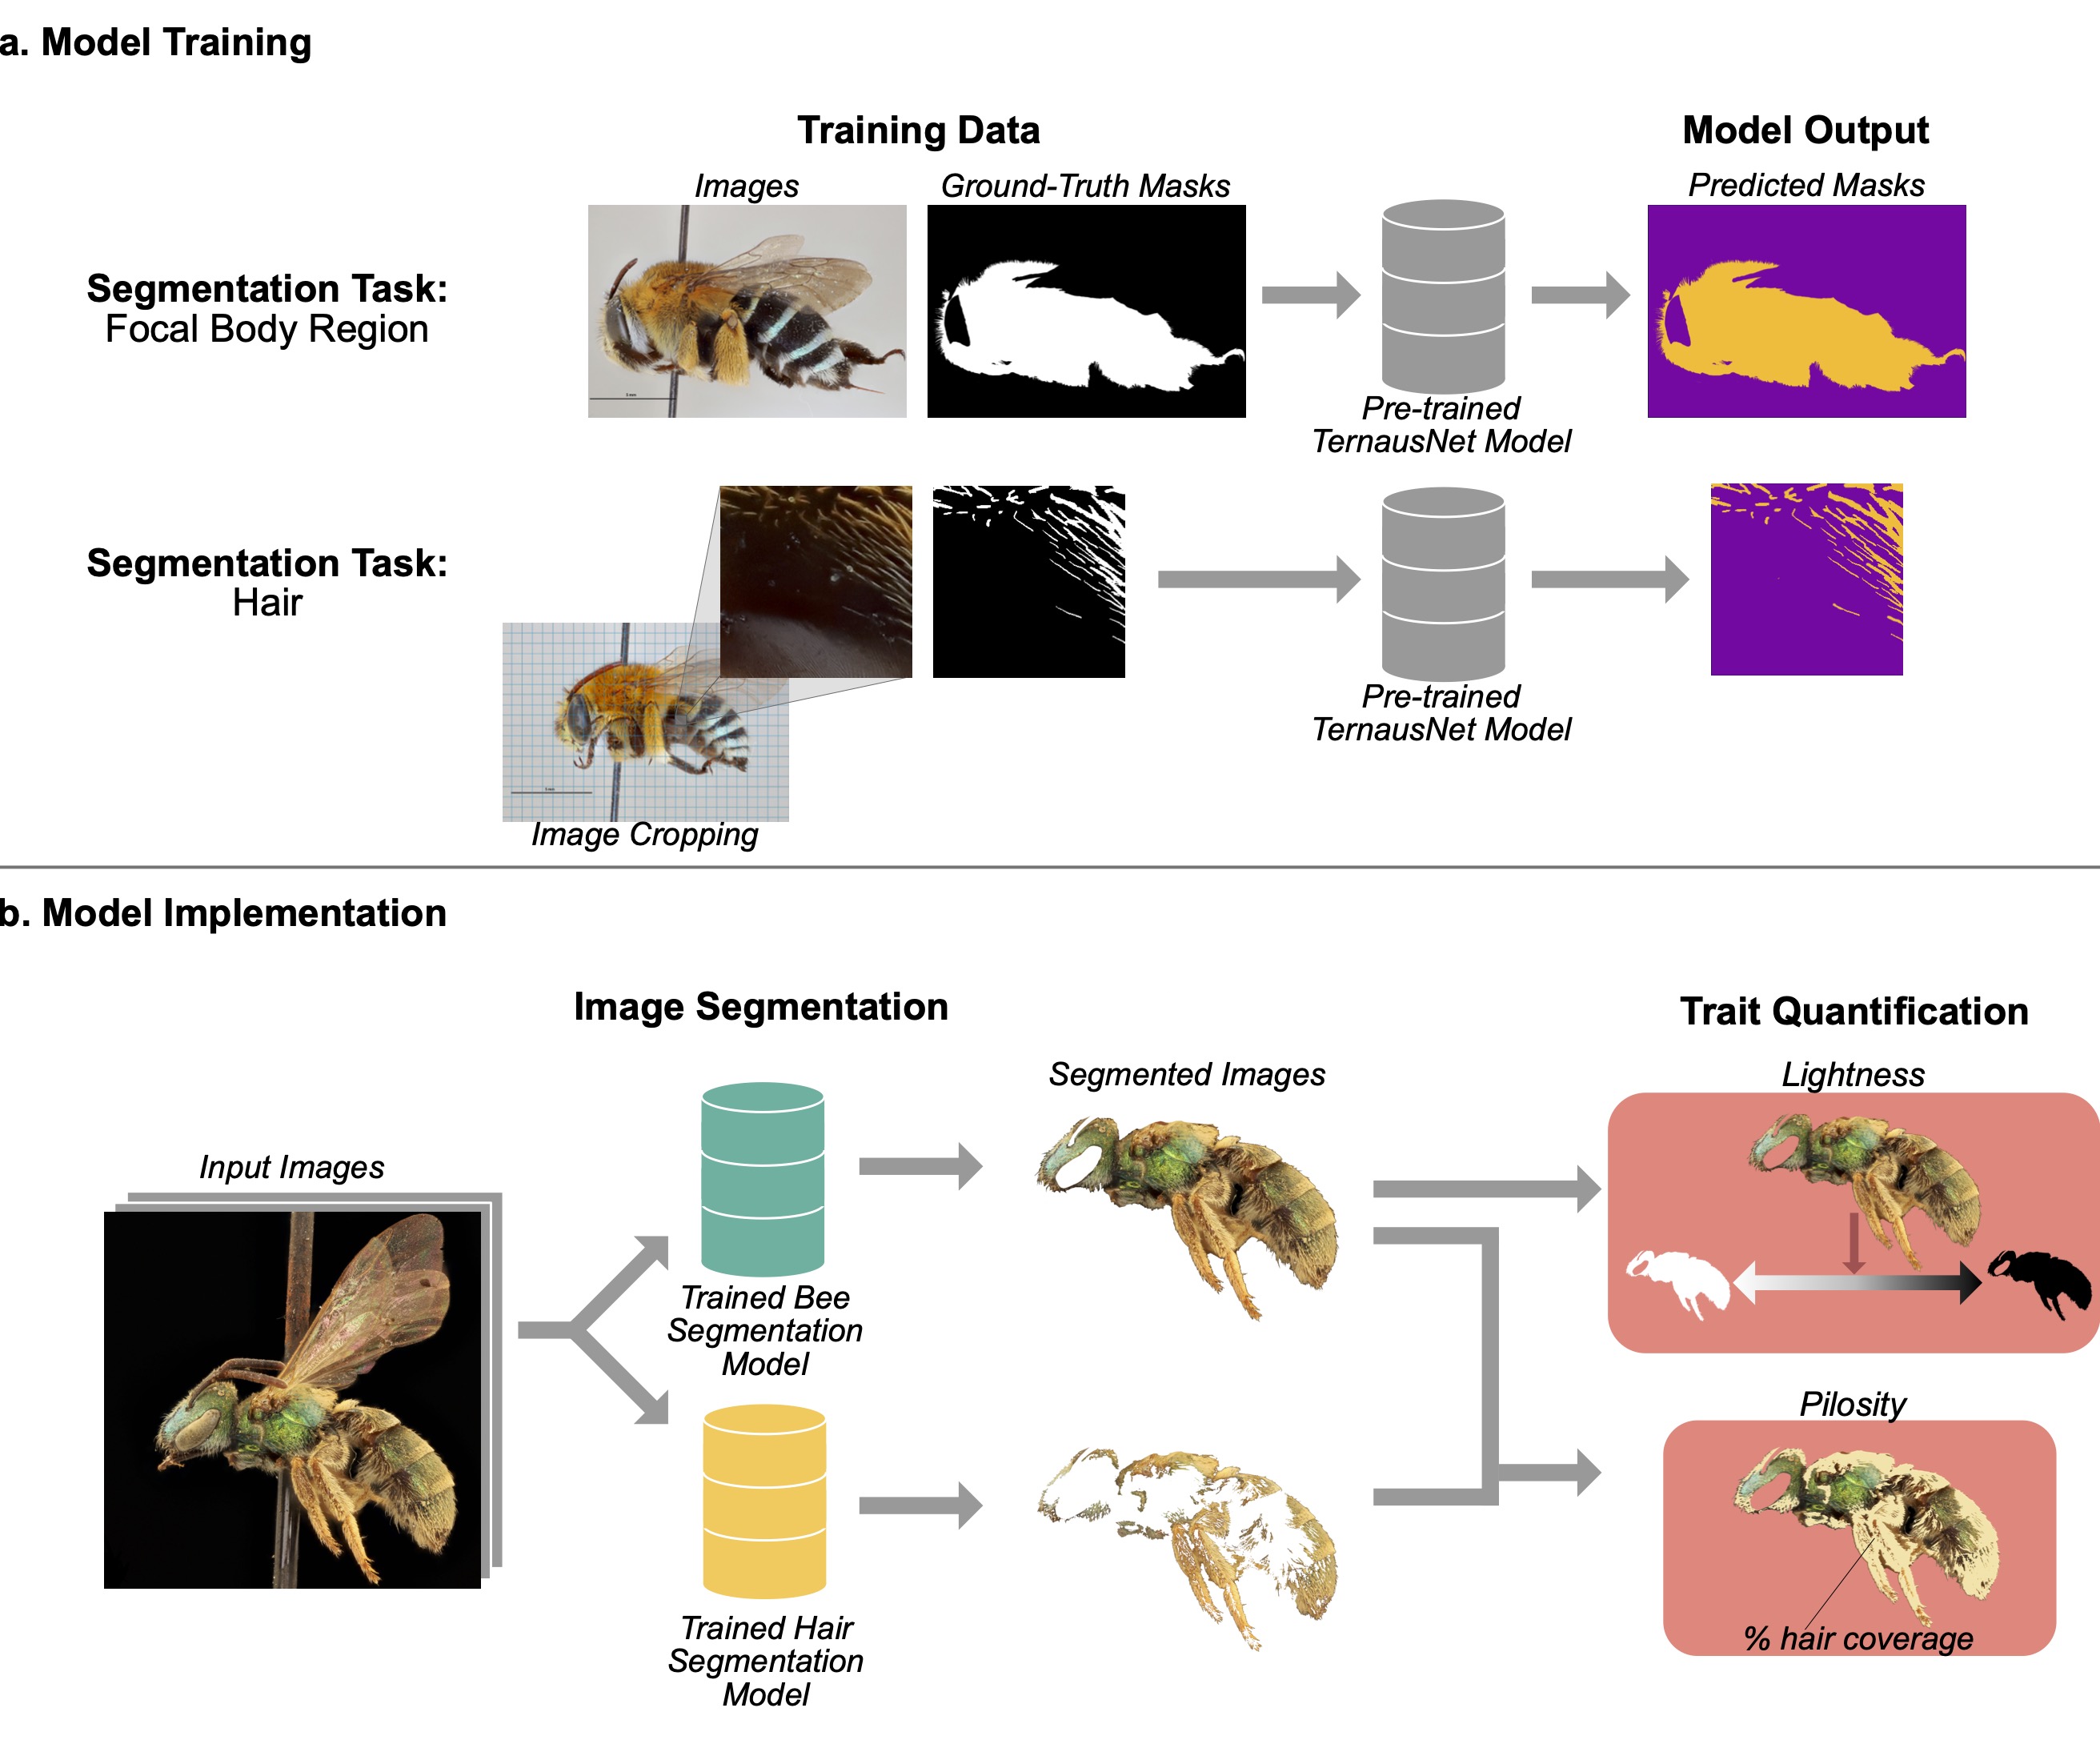 a. Model Training
Training Data
Model Output
Images
Ground-Truth Masks
Predicted Masks
Segmentation Task:
Focal Body Region
Pre-trained
TernausNet Model
Segmentation Task:
Hair
Pre-trained
TernausNet Model
Image Cropping
b. Model Implementation
Image Segmentation
Trait Quantification
Segmented Images
Lightness
Input Images
Trained Bee
Segmentation
Model
Pilosity
% hair coverage
Trained Hair
Segmentation
Model